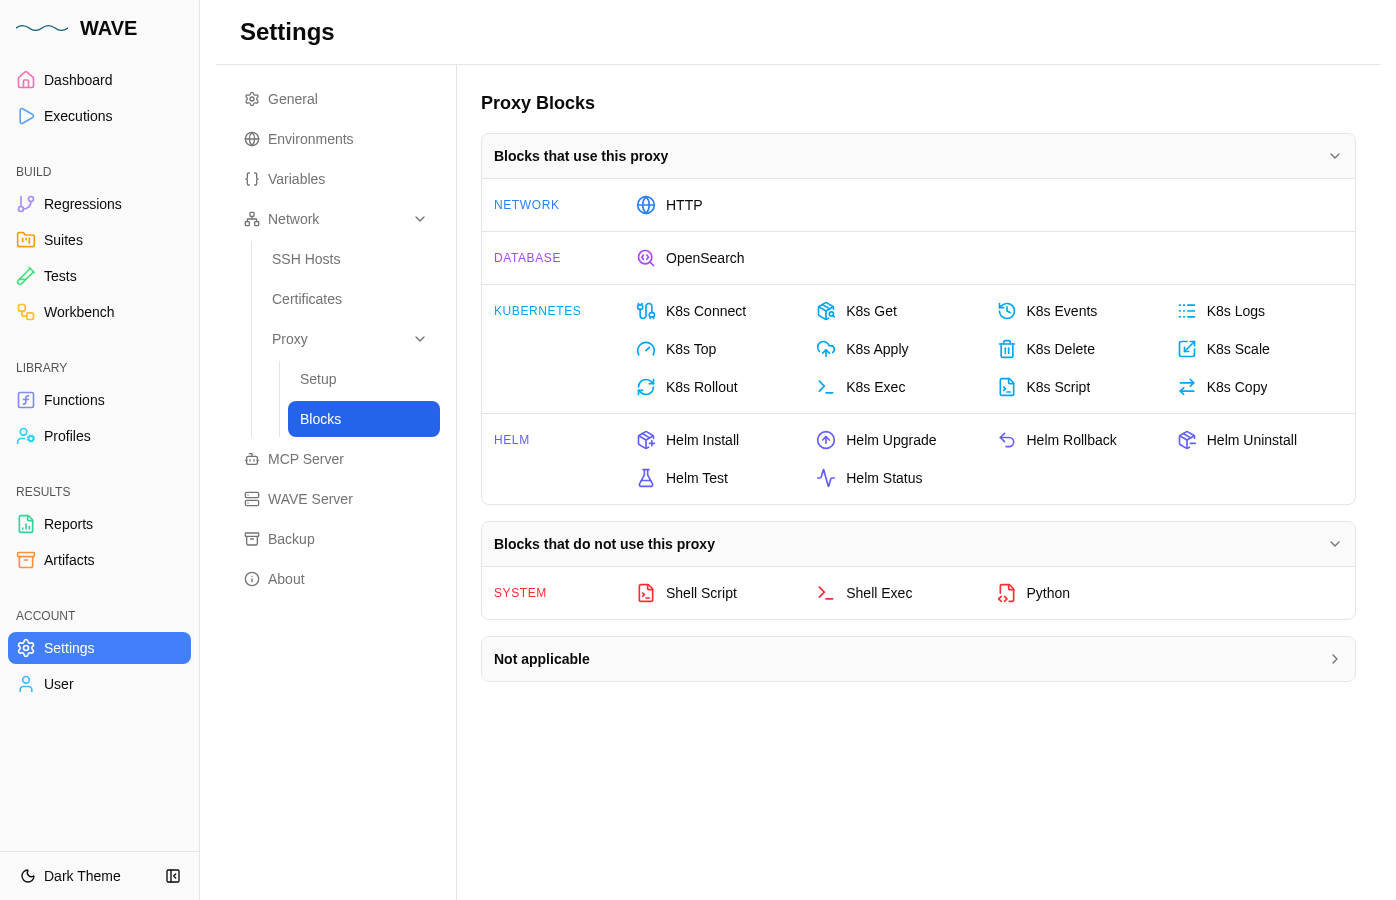 WAVE
Dashboard
Executions
BUILD
Regressions
Suites
Tests
Workbench
LIBRARY
Functions
Profiles
RESULTS
Reports
Artifacts
ACCOUNT
Settings
User
Dark Theme
Settings
General
Environments
Variables
Network
SSH Hosts
Certificates
Proxy
Setup
Blocks
MCP Server
WAVE Server
Backup
About
Proxy Blocks
Blocks that use this proxy
NETWORK HTTP
DATABASE OpenSearch
KUBERNETES K8s Connect K8s Get K8s Events K8s Logs
K8s Top K8s Apply K8s Delete K8s Scale
K8s Rollout K8s Exec K8s Script K8s Copy
HELM Helm Install Helm Upgrade Helm Rollback Helm Uninstall
Helm Test Helm Status
Blocks that do not use this proxy
SYSTEM Shell Script Shell Exec Python
Not applicable